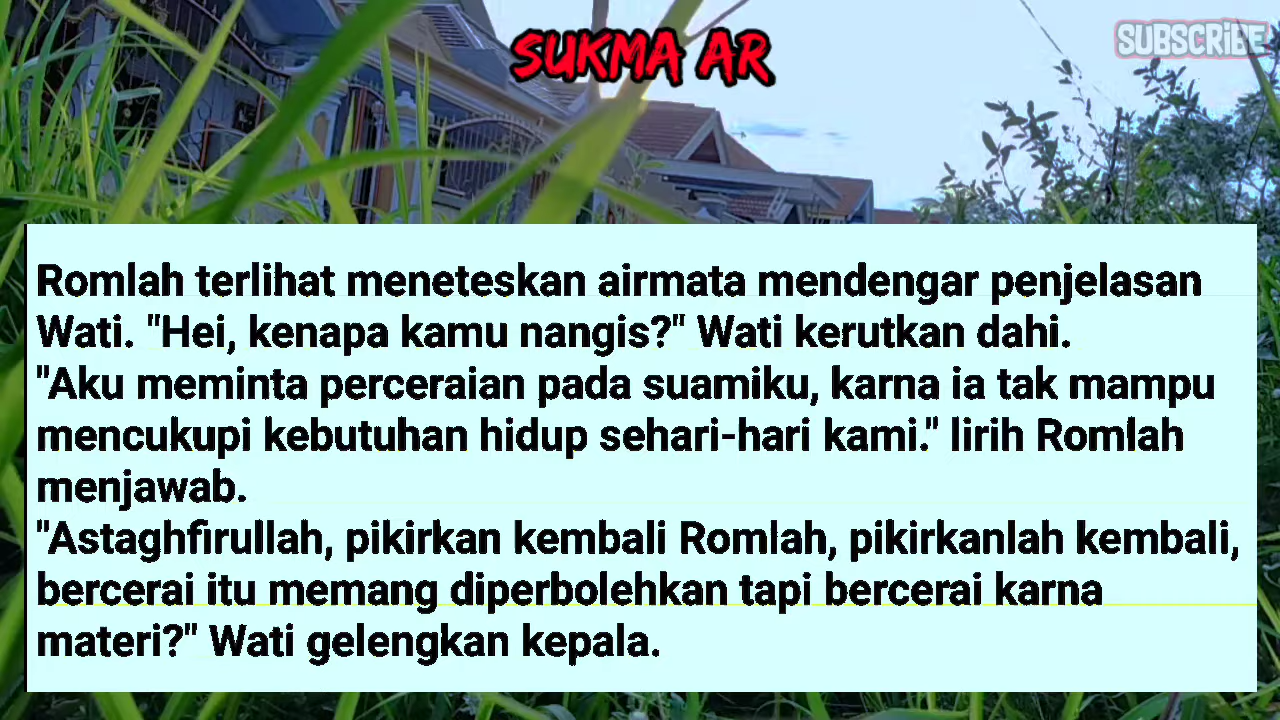 SUKMA AR
SUBSCRIBE
Romlah terlihat meneteskan airmata mendengar penjelasan
Wati. "Hei, kenapa kamu nangis?" Wati kerutkan dahi.
"Aku meminta perceraian pada suamiku, karna ia tak mampu
mencukupi kebutuhan hidup sehari-hari kami." lirih Romlah
menjawab.
"Astaghfirullah, pikirkan kembali Romlah, pikirkanlah kembali,
bercerai itu memang diperbolehkan tapi bercerai karna
materi?" Wati gelengkan kepala.